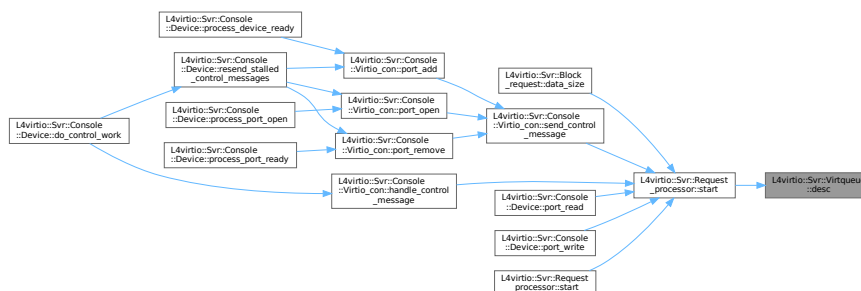 L4virtio::Svr::Console
::Device::process_device_ready
L4virtio::Svr::Console
::Device::resend_stalled
_control_messages
L4virtio::Svr::Console
::Virtio_con::port_add
L4virtio::Svr::Block
_request::data_size
L4virtio::Svr::Console
::Device::process_port_open
L4virtio::Svr::Console
::Virtio_con::port_open
L4virtio::Svr::Console
::Virtio_con::send_control
_message
L4virtio::Svr::Console
::Device::do_control_work
L4virtio::Svr::Console
::Device::process_port_ready
L4virtio::Svr::Console
::Virtio_con::port_remove
L4virtio::Svr::Console
::Virtio_con::handle_control
_message
L4virtio::Svr::Request
_processor::start
L4virtio::Svr::Virtqueue
::desc
L4virtio::Svr::Console
::Device::port_read
L4virtio::Svr::Console
::Device::port_write
L4virtio::Svr::Request
_processor::start